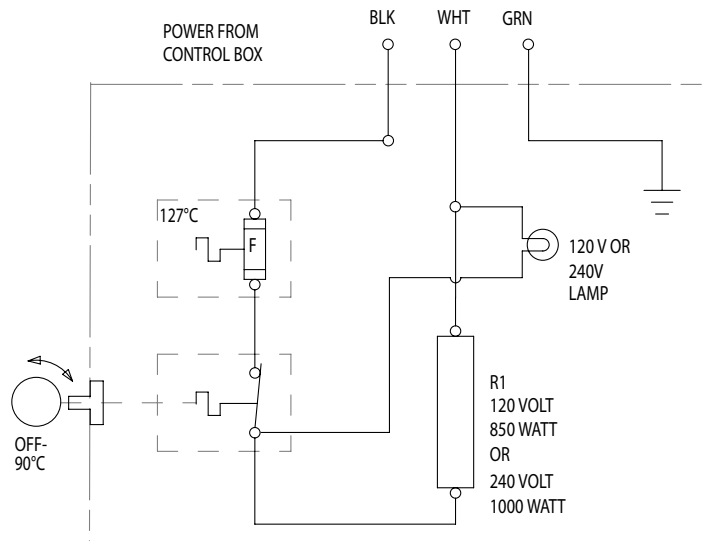 POWER FROM
CONTROL BOX
BLK
WHT
GRN
127°C
F
120 V OR
240V
LAMP
OFF-
90°C
R1
120 VOLT
850 WATT
OR
240 VOLT
1000 WATT